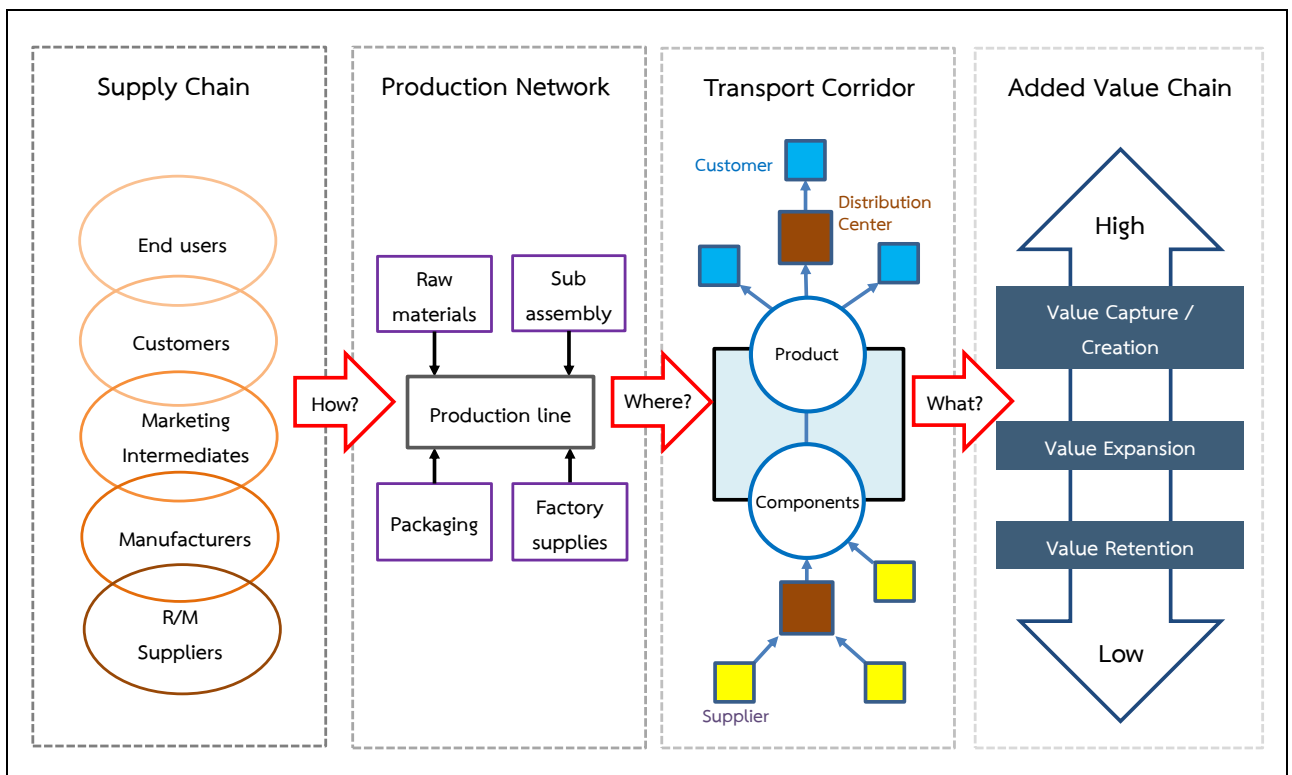 Supply Chain
End users
Customers
Marketing
Intermediates
Manufacturers
R/M
Suppliers
How?
Production Network
Raw
materials
Sub
assembly
Production line
Packaging
Factory
supplies
Where?
Transport Corridor
Customer
Distribution
Center
Product
Components
Supplier
What?
Added Value Chain
High
Value Capture /
Creation
Value Expansion
Value Retention
Low